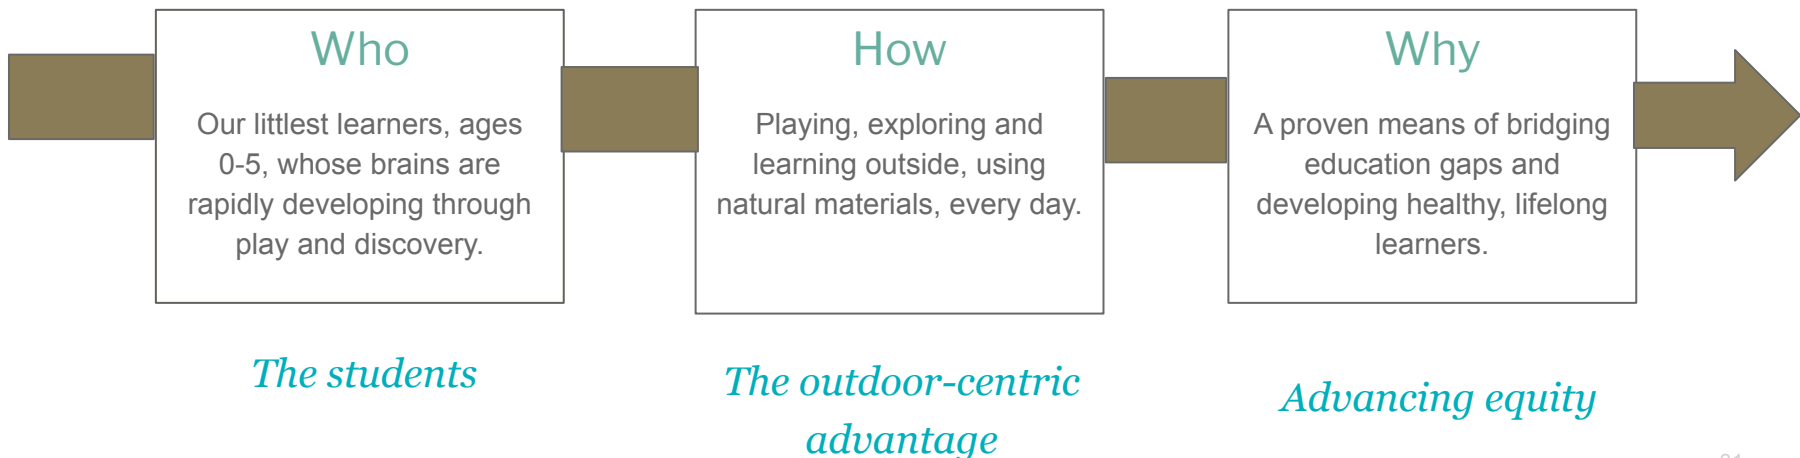 Who
Our littlest learners, ages
0-5, whose brains are
rapidly developing through
play and discovery.
How
Playing, exploring and
learning outside, using
natural materials, every day.
Why
A proven means of bridging
education gaps and
developing healthy, lifelong
learners.
The students
The outdoor-centric
advantage
Advancing equity